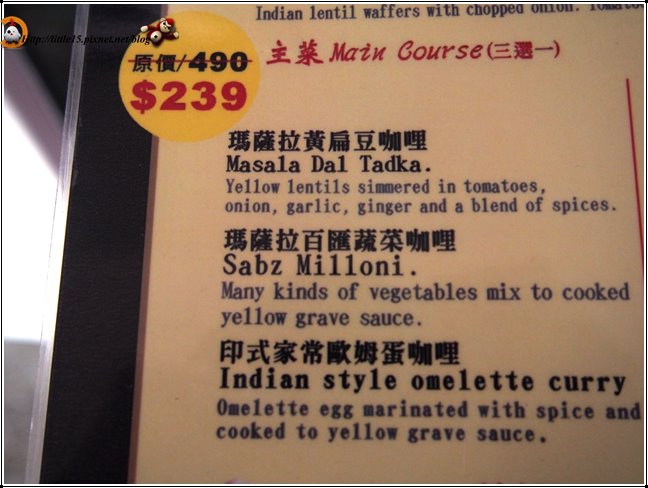 Http://little15.pixnet.net/blog
Indian lentil waffers with chopped onion. Tomatoe
主菜 Main Course(三選一)
原價/490
$239
瑪薩拉黃扁豆咖哩
Masala Dal Tadka.
Yellow lentils simmered in tomatoes,
onion, garlic, ginger and a blend of spices.
瑪薩拉百匯蔬菜咖哩
Sabz Milloni.
Many kinds of vegetables mix to cooked
yellow grave sauce.
印式家常歐姆蛋咖哩
Indian style omelette curry
Omelette egg marinated with spice and
cooked to yellow grave sauce.